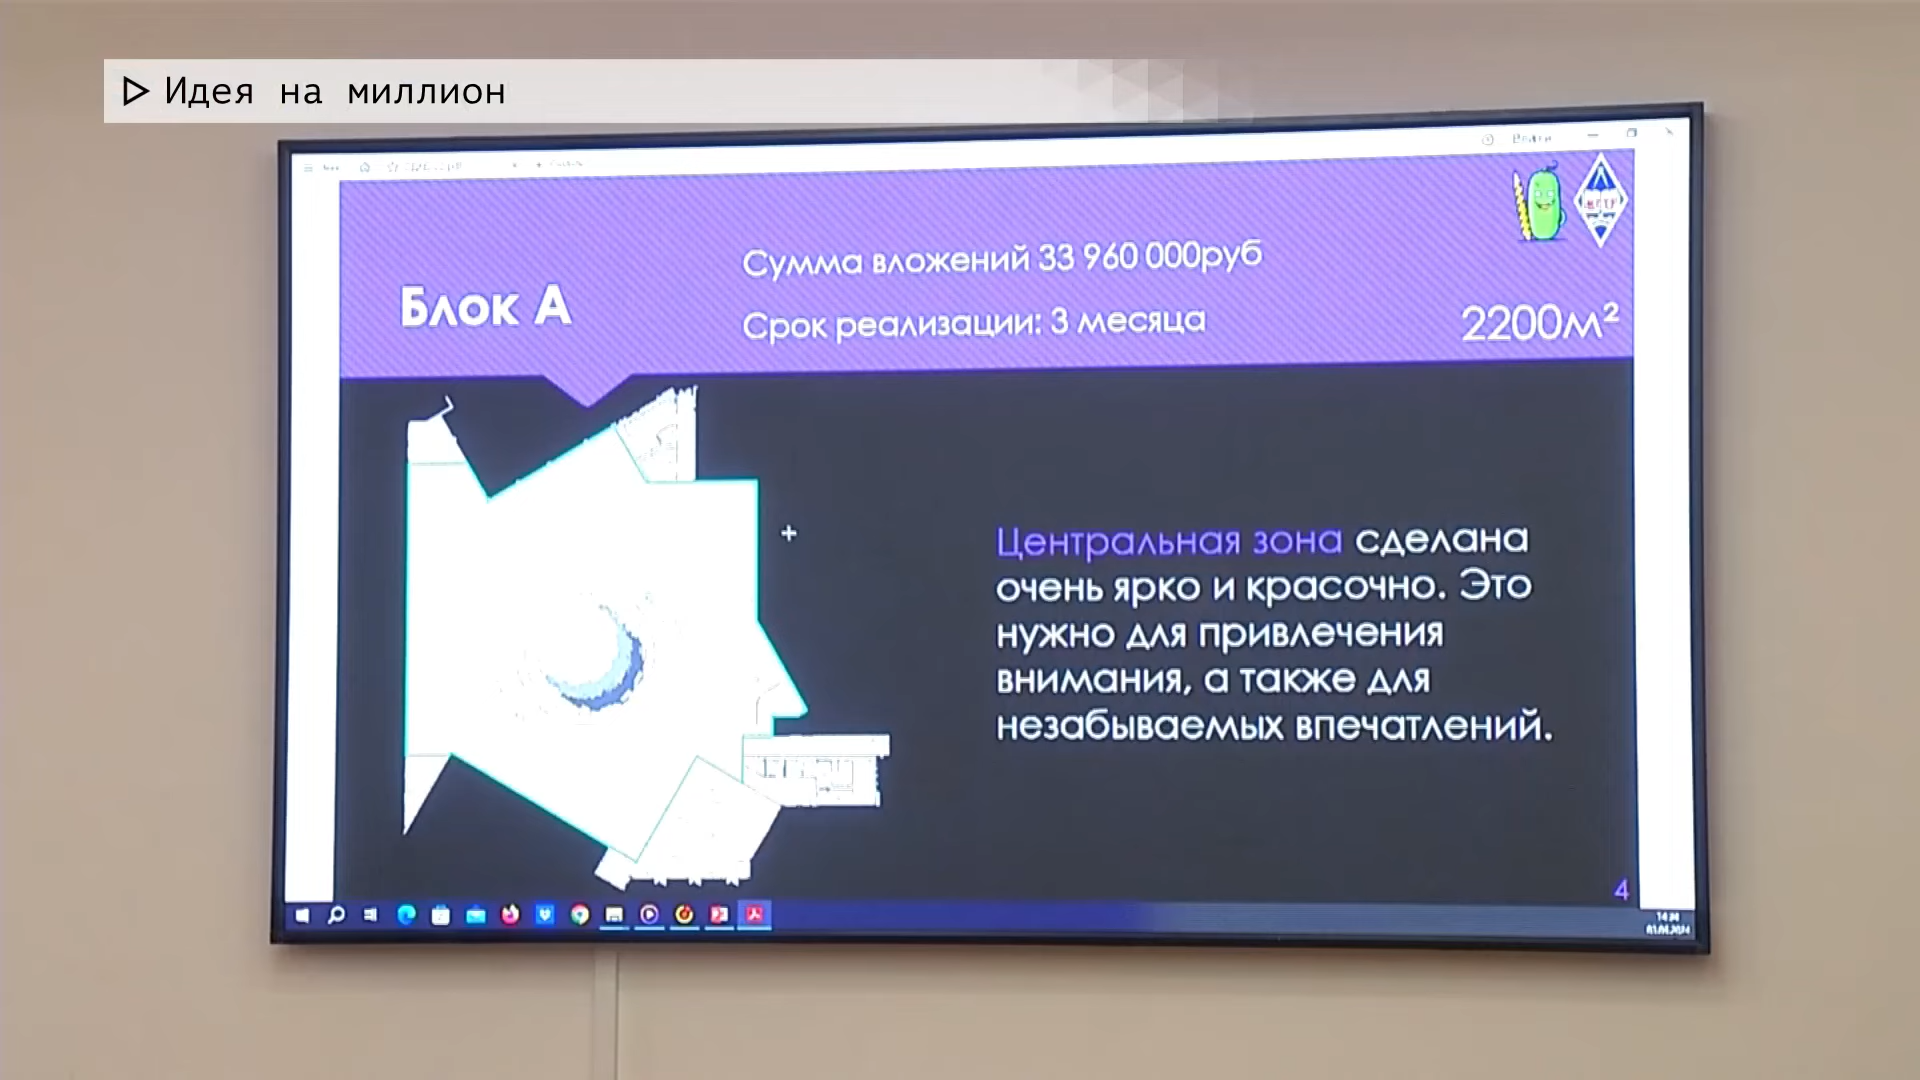 Идея на миллион
Войти
Сумма вложений 33 960 000руб
Блок А
Срок реализации: 3 месяца
2200м²
Центральная зона сделана
очень ярко и красочно. Это
нужно для привлечения
внимания, а также для
незабываемых впечатлений.
4